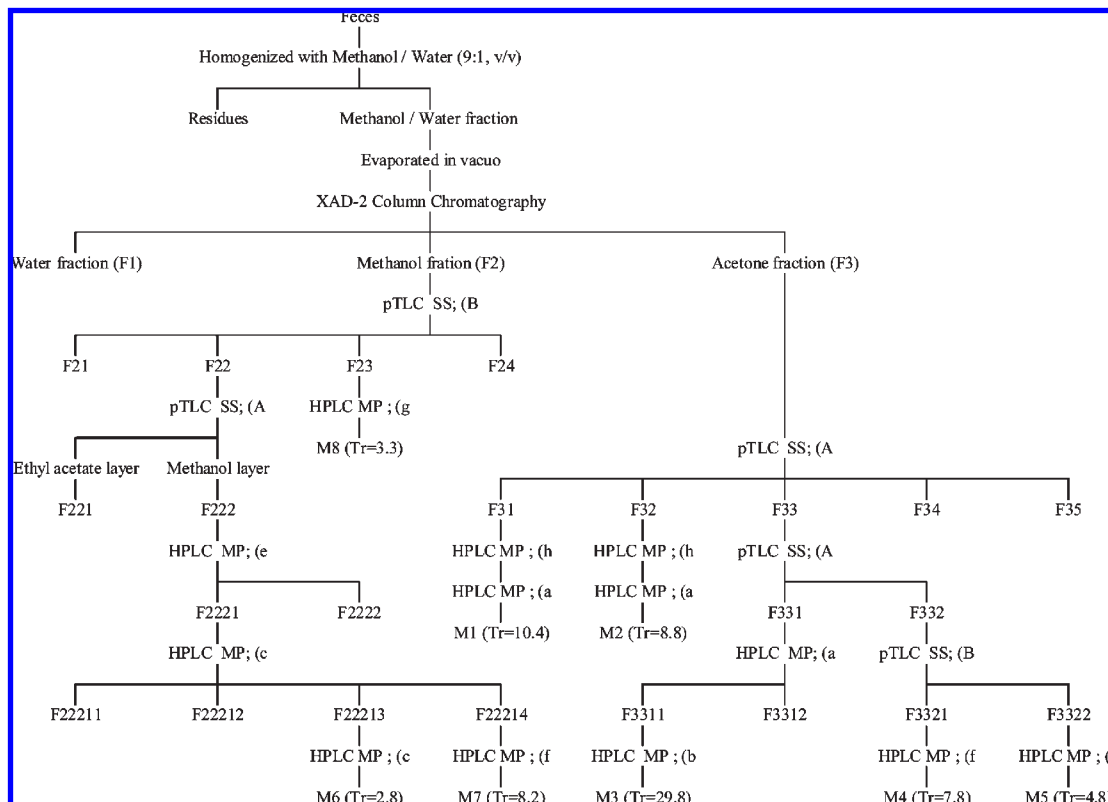 Feces
Homogenized with Methanol / Water (9:1, v/v)
Residues Methanol / Water fraction
Evaporated in vacuo
XAD-2 Column Chromatography
Water fraction (F1) Methanol fration (F2) Acetone fraction (F3)
pTLC SS; (B
F21 F22 F23 F24
pTLC SS; (A HPLC MP ; (g
M8 (Tr=3.3)
pTLC SS; (A
Ethyl acetate layer Methanol layer
F221 F222 F31 F32 F33 F34 F35
HPLC MP; (e HPLC MP ; (h HPLC MP ; (h pTLC SS; (A
HPLC MP ; (a HPLC MP ; (a
F2221 F2222 F331 F332
M1 (Tr=10.4) M2 (Tr=8.8)
HPLC MP; (c HPLC MP; (a pTLC SS; (B
F22211 F22212 F22213 F22214 F3311 F3312 F3321 F3322
HPLC MP ; (c HPLC MP ; (f HPLC MP ; (b HPLC MP ; (f HPLC MP ; (
M6 (Tr=2.8) M7 (Tr=8.2) M3 (Tr=29.8) M4 (Tr=7.8) M5 (Tr=4.8